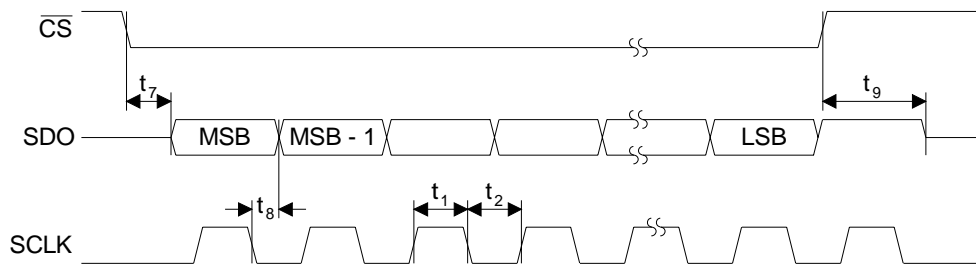 CS
t7
t9
SDO
MSB
MSB - 1
LSB
t8
t1
t2
SCLK